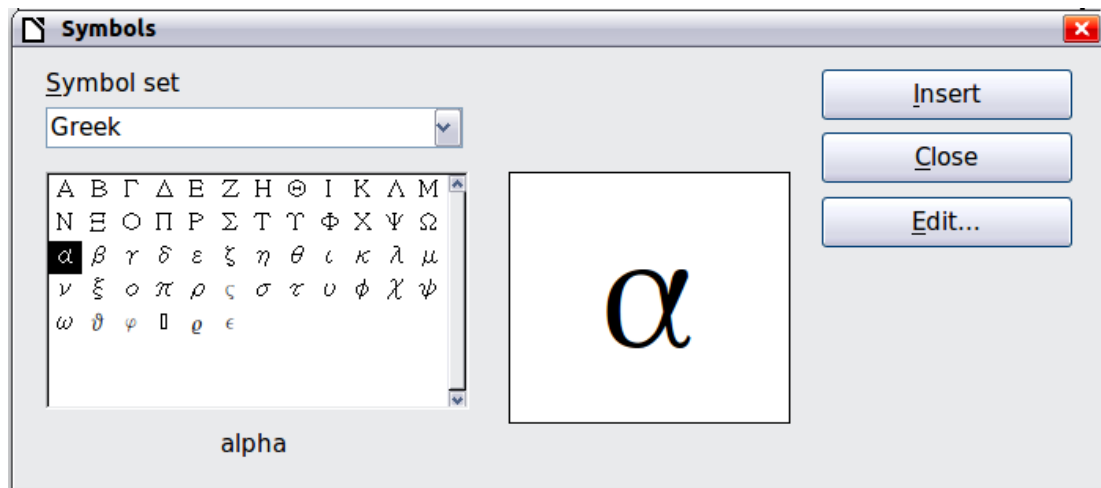 Symbols
Symbol set
Greek
Α Β Γ Δ Ε Ζ Η Θ Ι Κ Λ Μ
Ν Ξ Ο Π Ρ Σ Τ ϒ Φ Χ Ψ Ω
α β γ δ ε ζ η θ ι κ λ μ
ν ξ ο π ρ ς σ τ υ ϕ χ ψ
ω ϑ φ ▯ ϱ ϵ
alpha
α
Insert
Close
Edit...